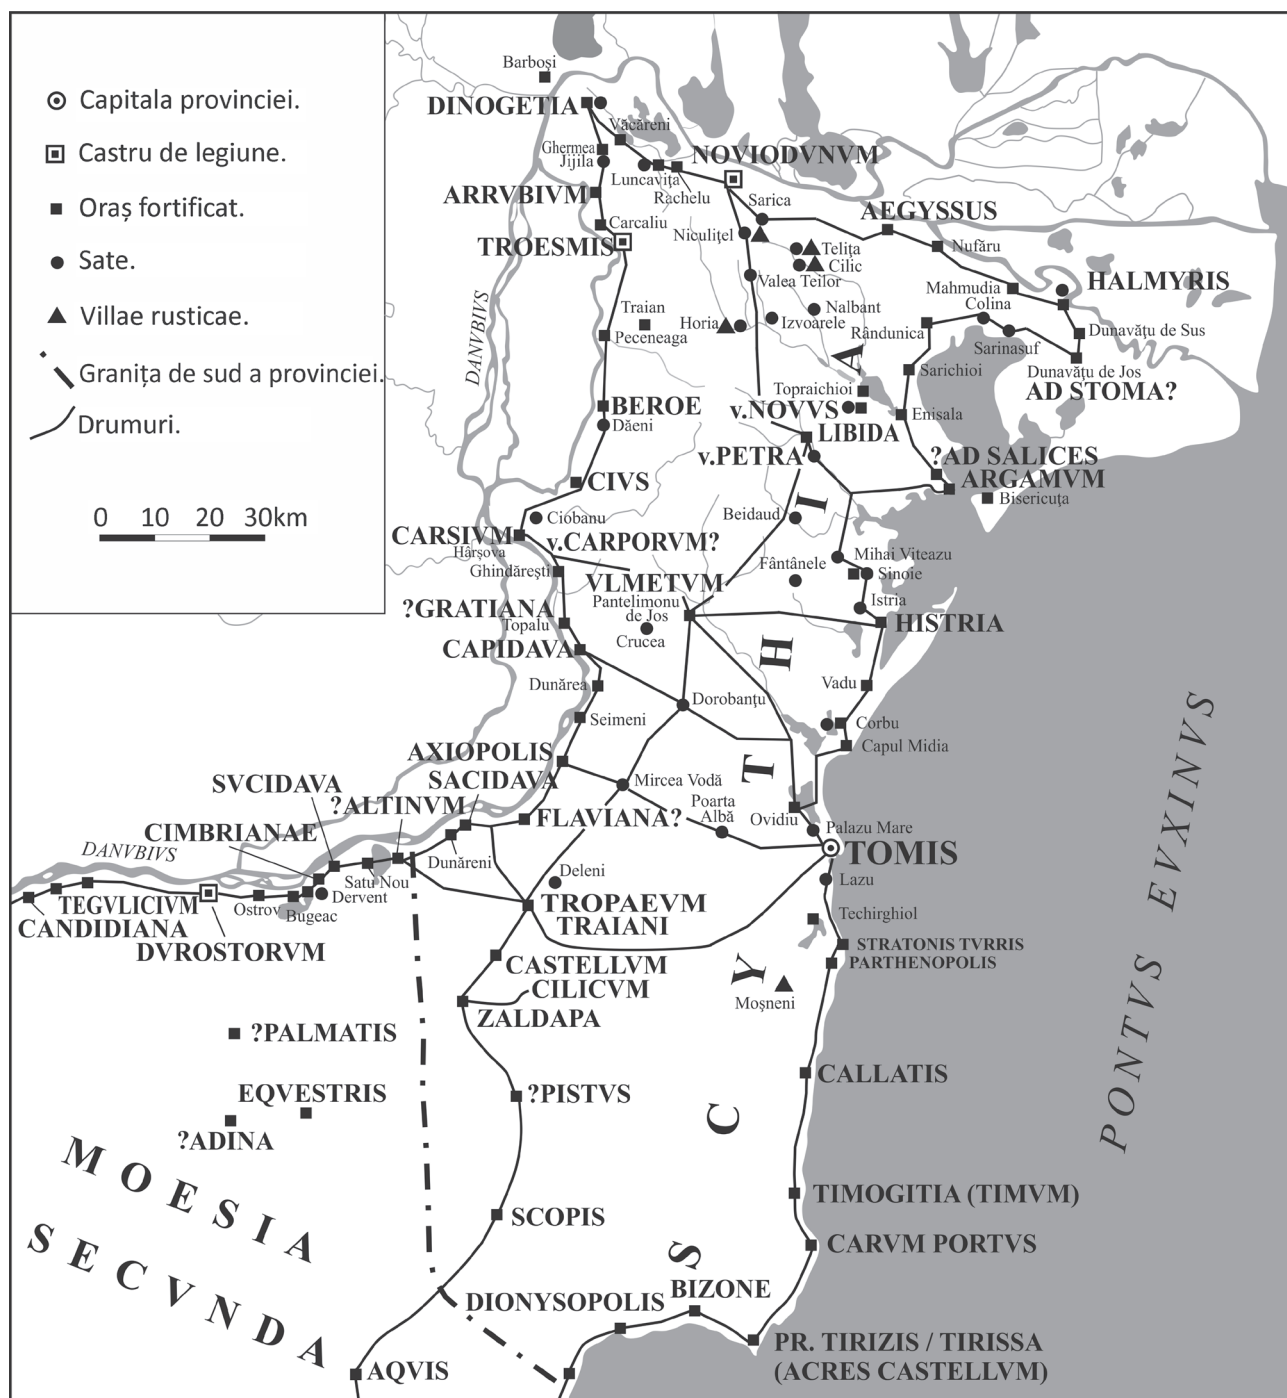 Capitala provinciei.
Castru de legiune.
Oraș fortificat.
Sate.
Villae rusticae.
Granița de sud a provinciei.
Drumuri.
0 10 20 30km
Barboși
DINOGETIA
Văcăreni
Ghermea
Jijila
Luncavița
Rachelu
NOVIODVNVM
ARRVBIVM
Carcaliu
TROESMIS
Sarica
Niculițel
AEGYSSUS
Telița
Cilic
Nufăru
Valea Teilor
Mahmudia
HALMYRIS
Colina
DANVBIVS
Traian
Peceneaga
Horia
Izvoarele
Nalbant
Rândunica
Sarinasuf
Dunavățu de Sus
Sarichioi
Dunavățu de Jos
AD STOMA?
BEROE
Dăeni
Topraichioi
v.NOVVS
LIBIDA
Enisala
v.PETRA
?AD SALICES
ARGAMVM
Bisericuța
CIVS
Ciobanu
Beidaud
CARSIVM
Hârșova
v.CARPORVM?
Ghindărești
Fântânele
Mihai Viteazu
Sinoie
VLMETVM
Pantelimonu
de Jos
?GRATIANA
Topalu
Crucea
Istria
HISTRIA
CAPIDAVA
Dunărea
Dorobanțu
Vadu
Seimeni
Corbu
Capul Midia
AXIOPOLIS
SACIDAVA
Mircea Vodă
SVCIDAVA
?ALTINVM
FLAVIANA?
Poarta
Albă
Ovidiu
Palazu Mare
CIMBRIANAE
DANVBIVS
TOMIS
Dunăreni
Satu Nou
Deleni
Lazu
Dervent
TEGVLICIVM
Ostrov
Bugeac
CANDIDIANA
TROPAEVM
TRAIANI
Techirghiol
DVROSTORVM
STRATONIS TVRRIS
PARTHENOPOLIS
CASTELLVM
CILICVM
ZALDAPA
Moșneni
?PALMATIS
EQVESTRIS
?ADINA
?PISTVS
CALLATIS
SCOPIS
TIMOGITIA (TIMVM)
CARVM PORTVS
BIZONE
DIONYSOPOLIS
PR. TIRIZIS / TIRISSA
(ACRES CASTELLVM)
AQVIS
MOESIA
SECVNDA
SCYTHIA
PONTVS EVXINVS